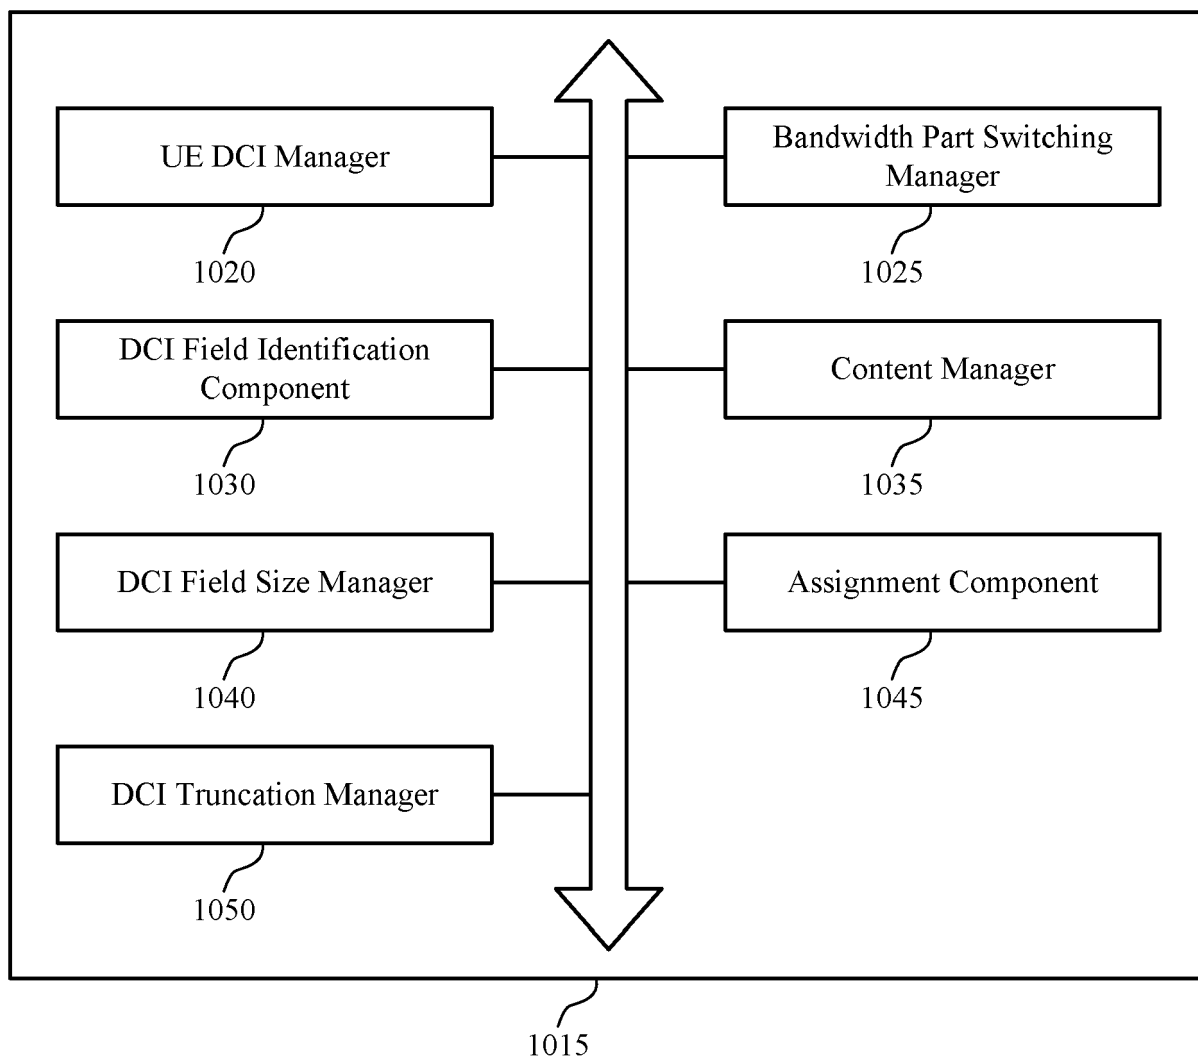 UE DCI Manager
1020
Bandwidth Part Switching
Manager
1025
DCI Field Identification
Component
1030
Content Manager
1035
DCI Field Size Manager
1040
Assignment Component
1045
DCI Truncation Manager
1050
1015